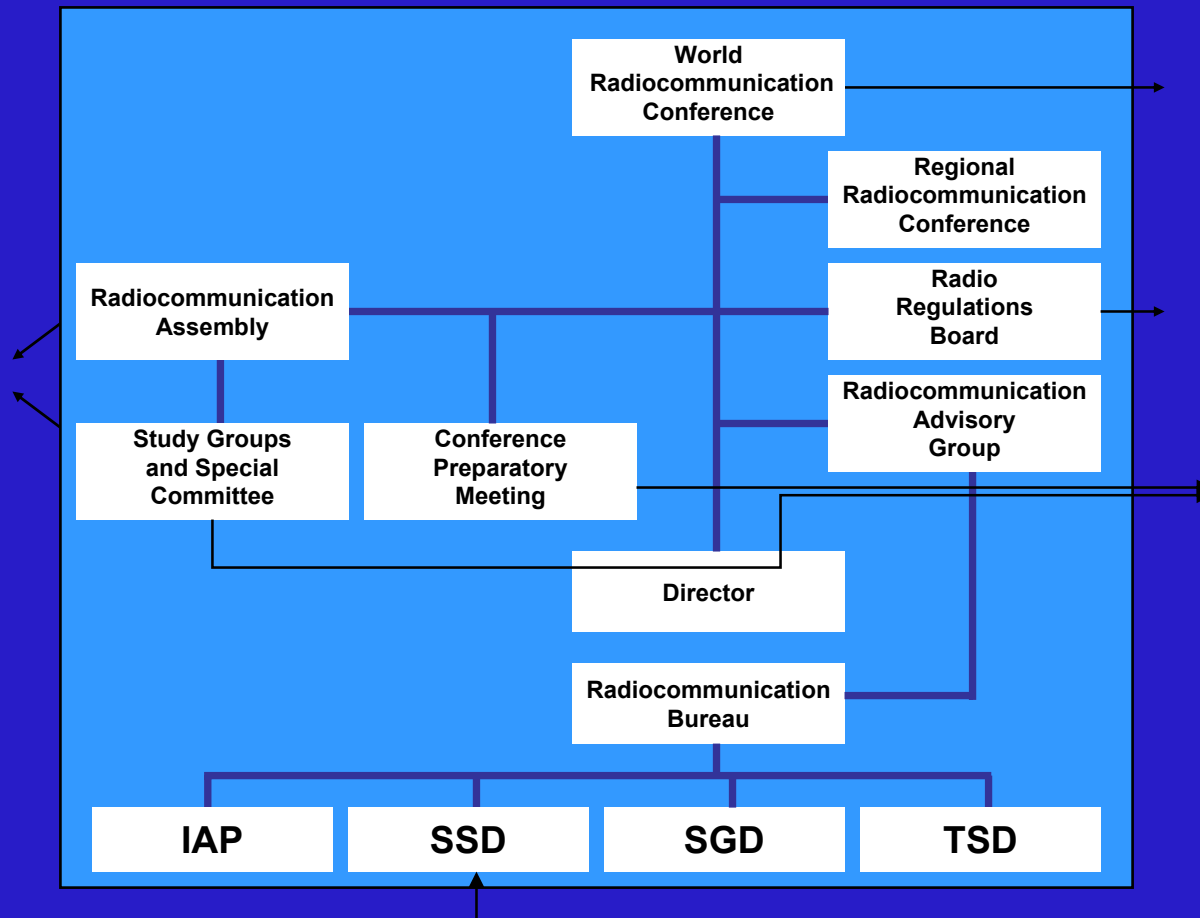 World
Radiocommunication
Conference
Regional
Radiocommunication
Conference
Radiocommunication
Assembly
Radio
Regulations
Board
Radiocommunication
Advisory
Group
Study Groups
and Special
Committee
Conference
Preparatory
Meeting
Director
Radiocommunication
Bureau
IAP
SSD
SGD
TSD